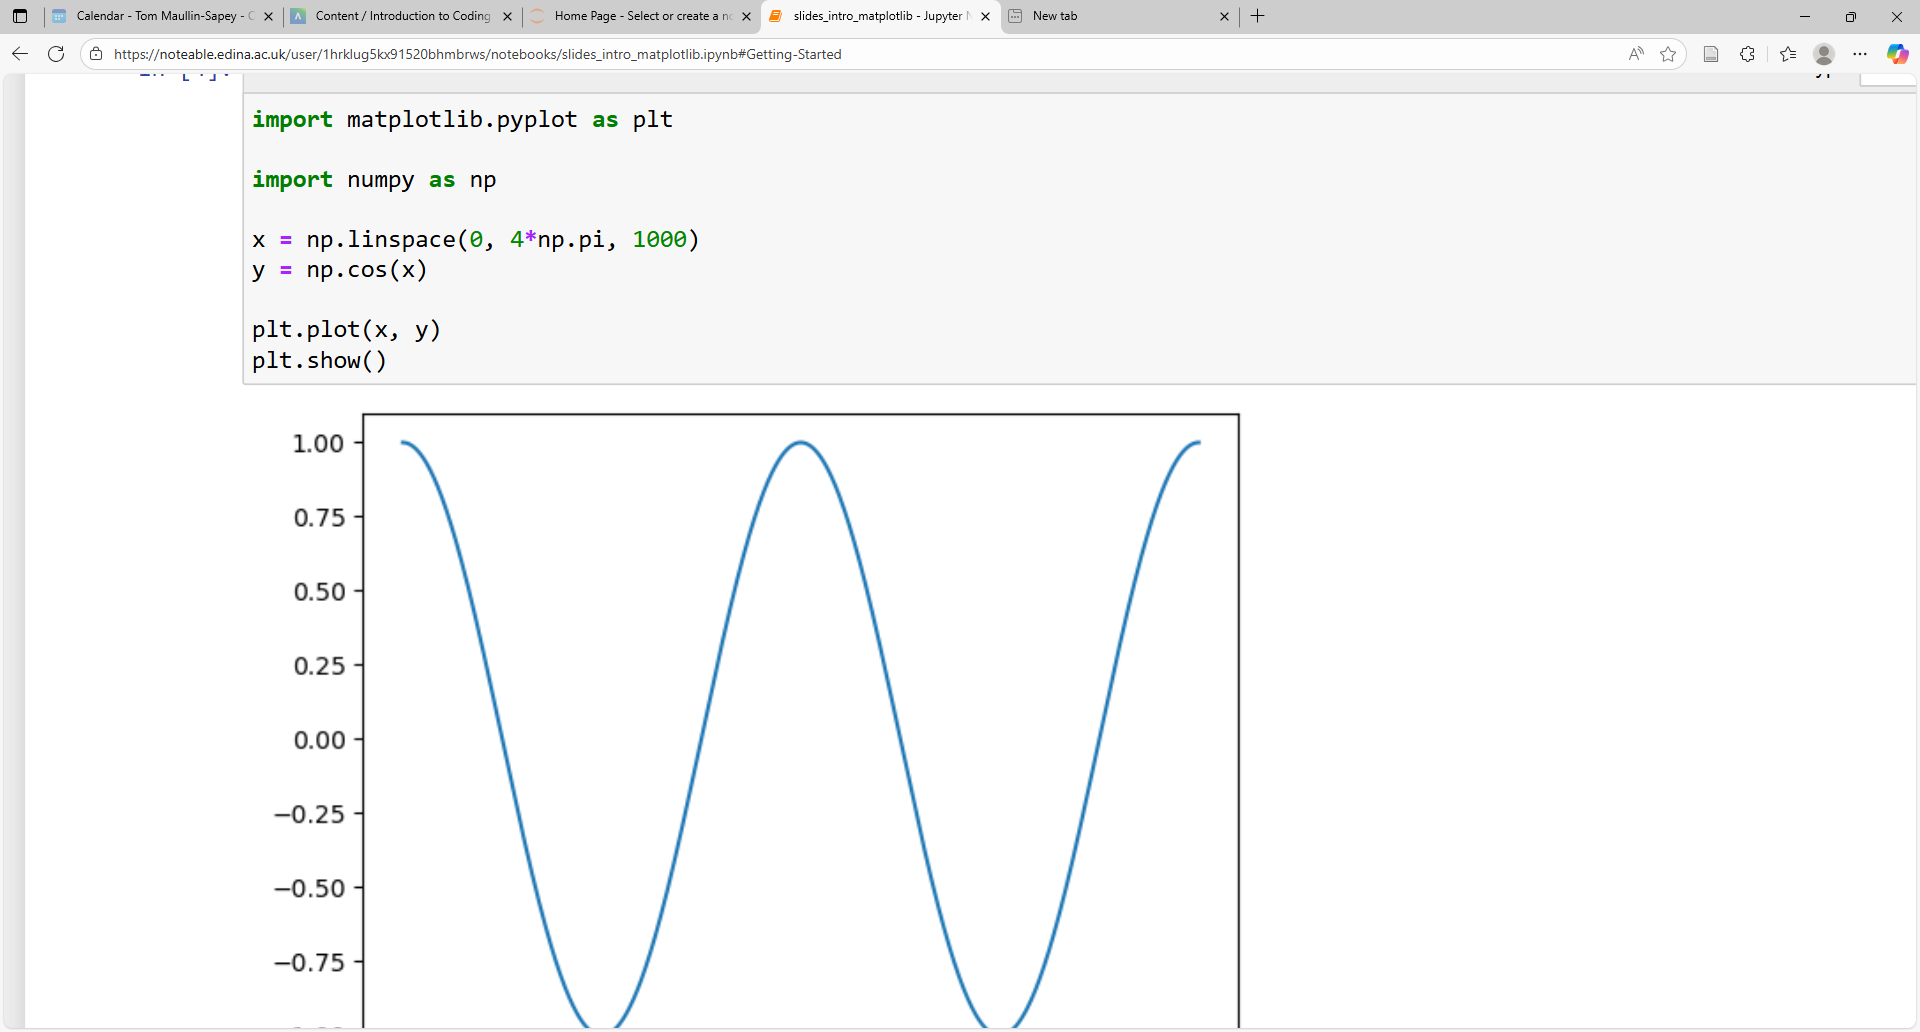 Calendar - Tom Maullin-Sapey -
Content / Introduction to Coding
Home Page - Select or create a
slides_intro_matplotlib - Jupyter
New tab
https://noteable.edina.ac.uk/user/1hrklug5kx91520bhmbrws/notebooks/slides_intro_matplotlib.ipynb#Getting-Started
import matplotlib.pyplot as plt
import numpy as np
x = np.linspace(0, 4*np.pi, 1000)
y = np.cos(x)
plt.plot(x, y)
plt.show()
1.00
0.75
0.50
0.25
0.00
−0.25
−0.50
−0.75